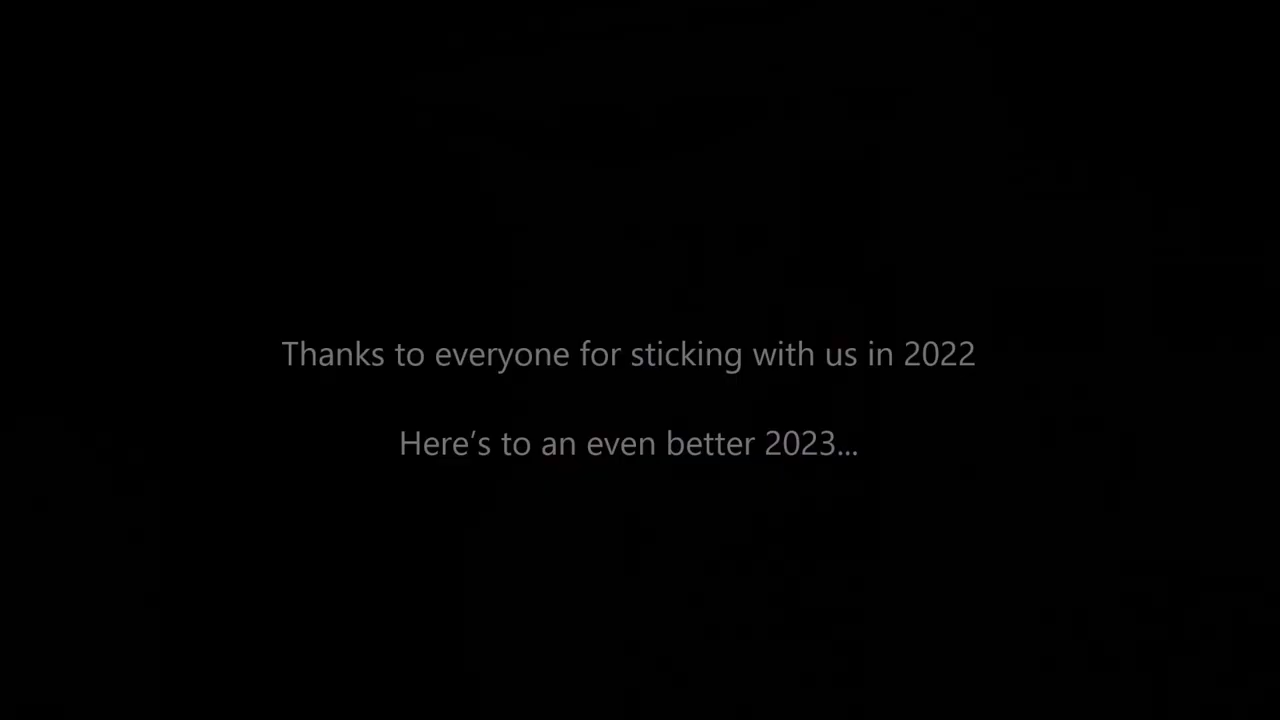 Thanks to everyone for sticking with us in 2022
Here’s to an even better 2023...